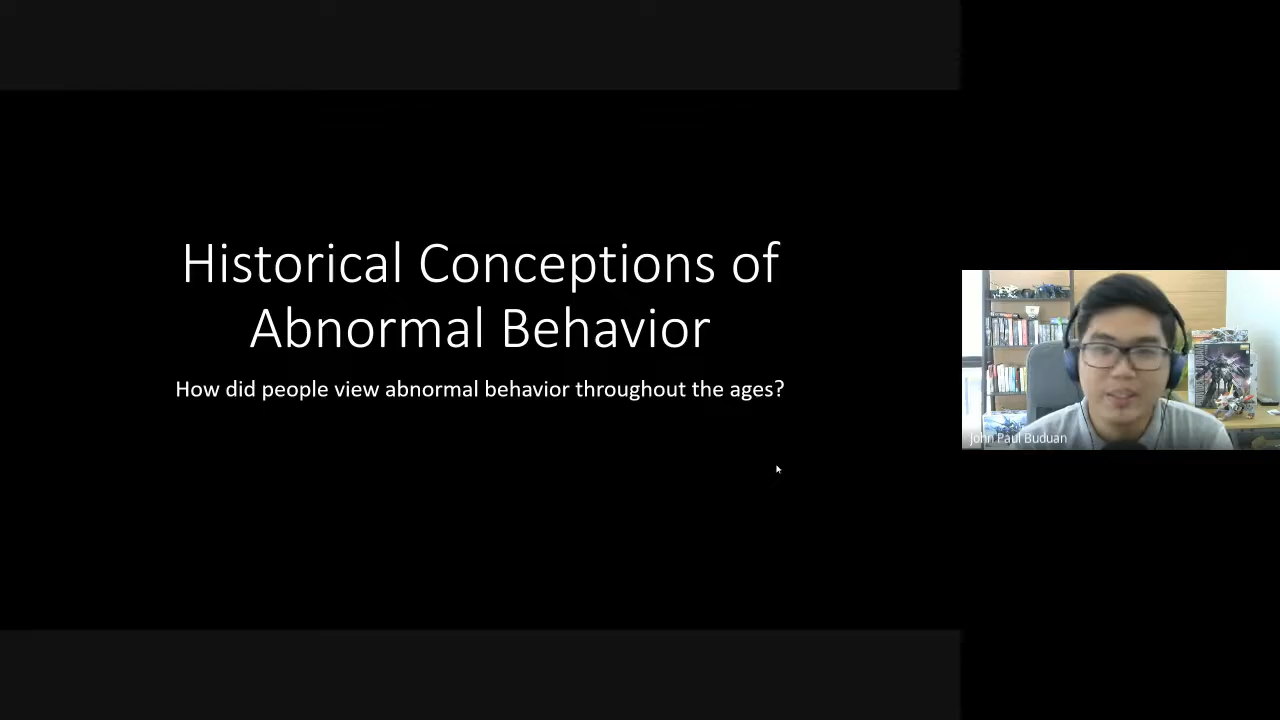 Historical Conceptions of
Abnormal Behavior
How did people view abnormal behavior throughout the ages?
John Paul Buduan